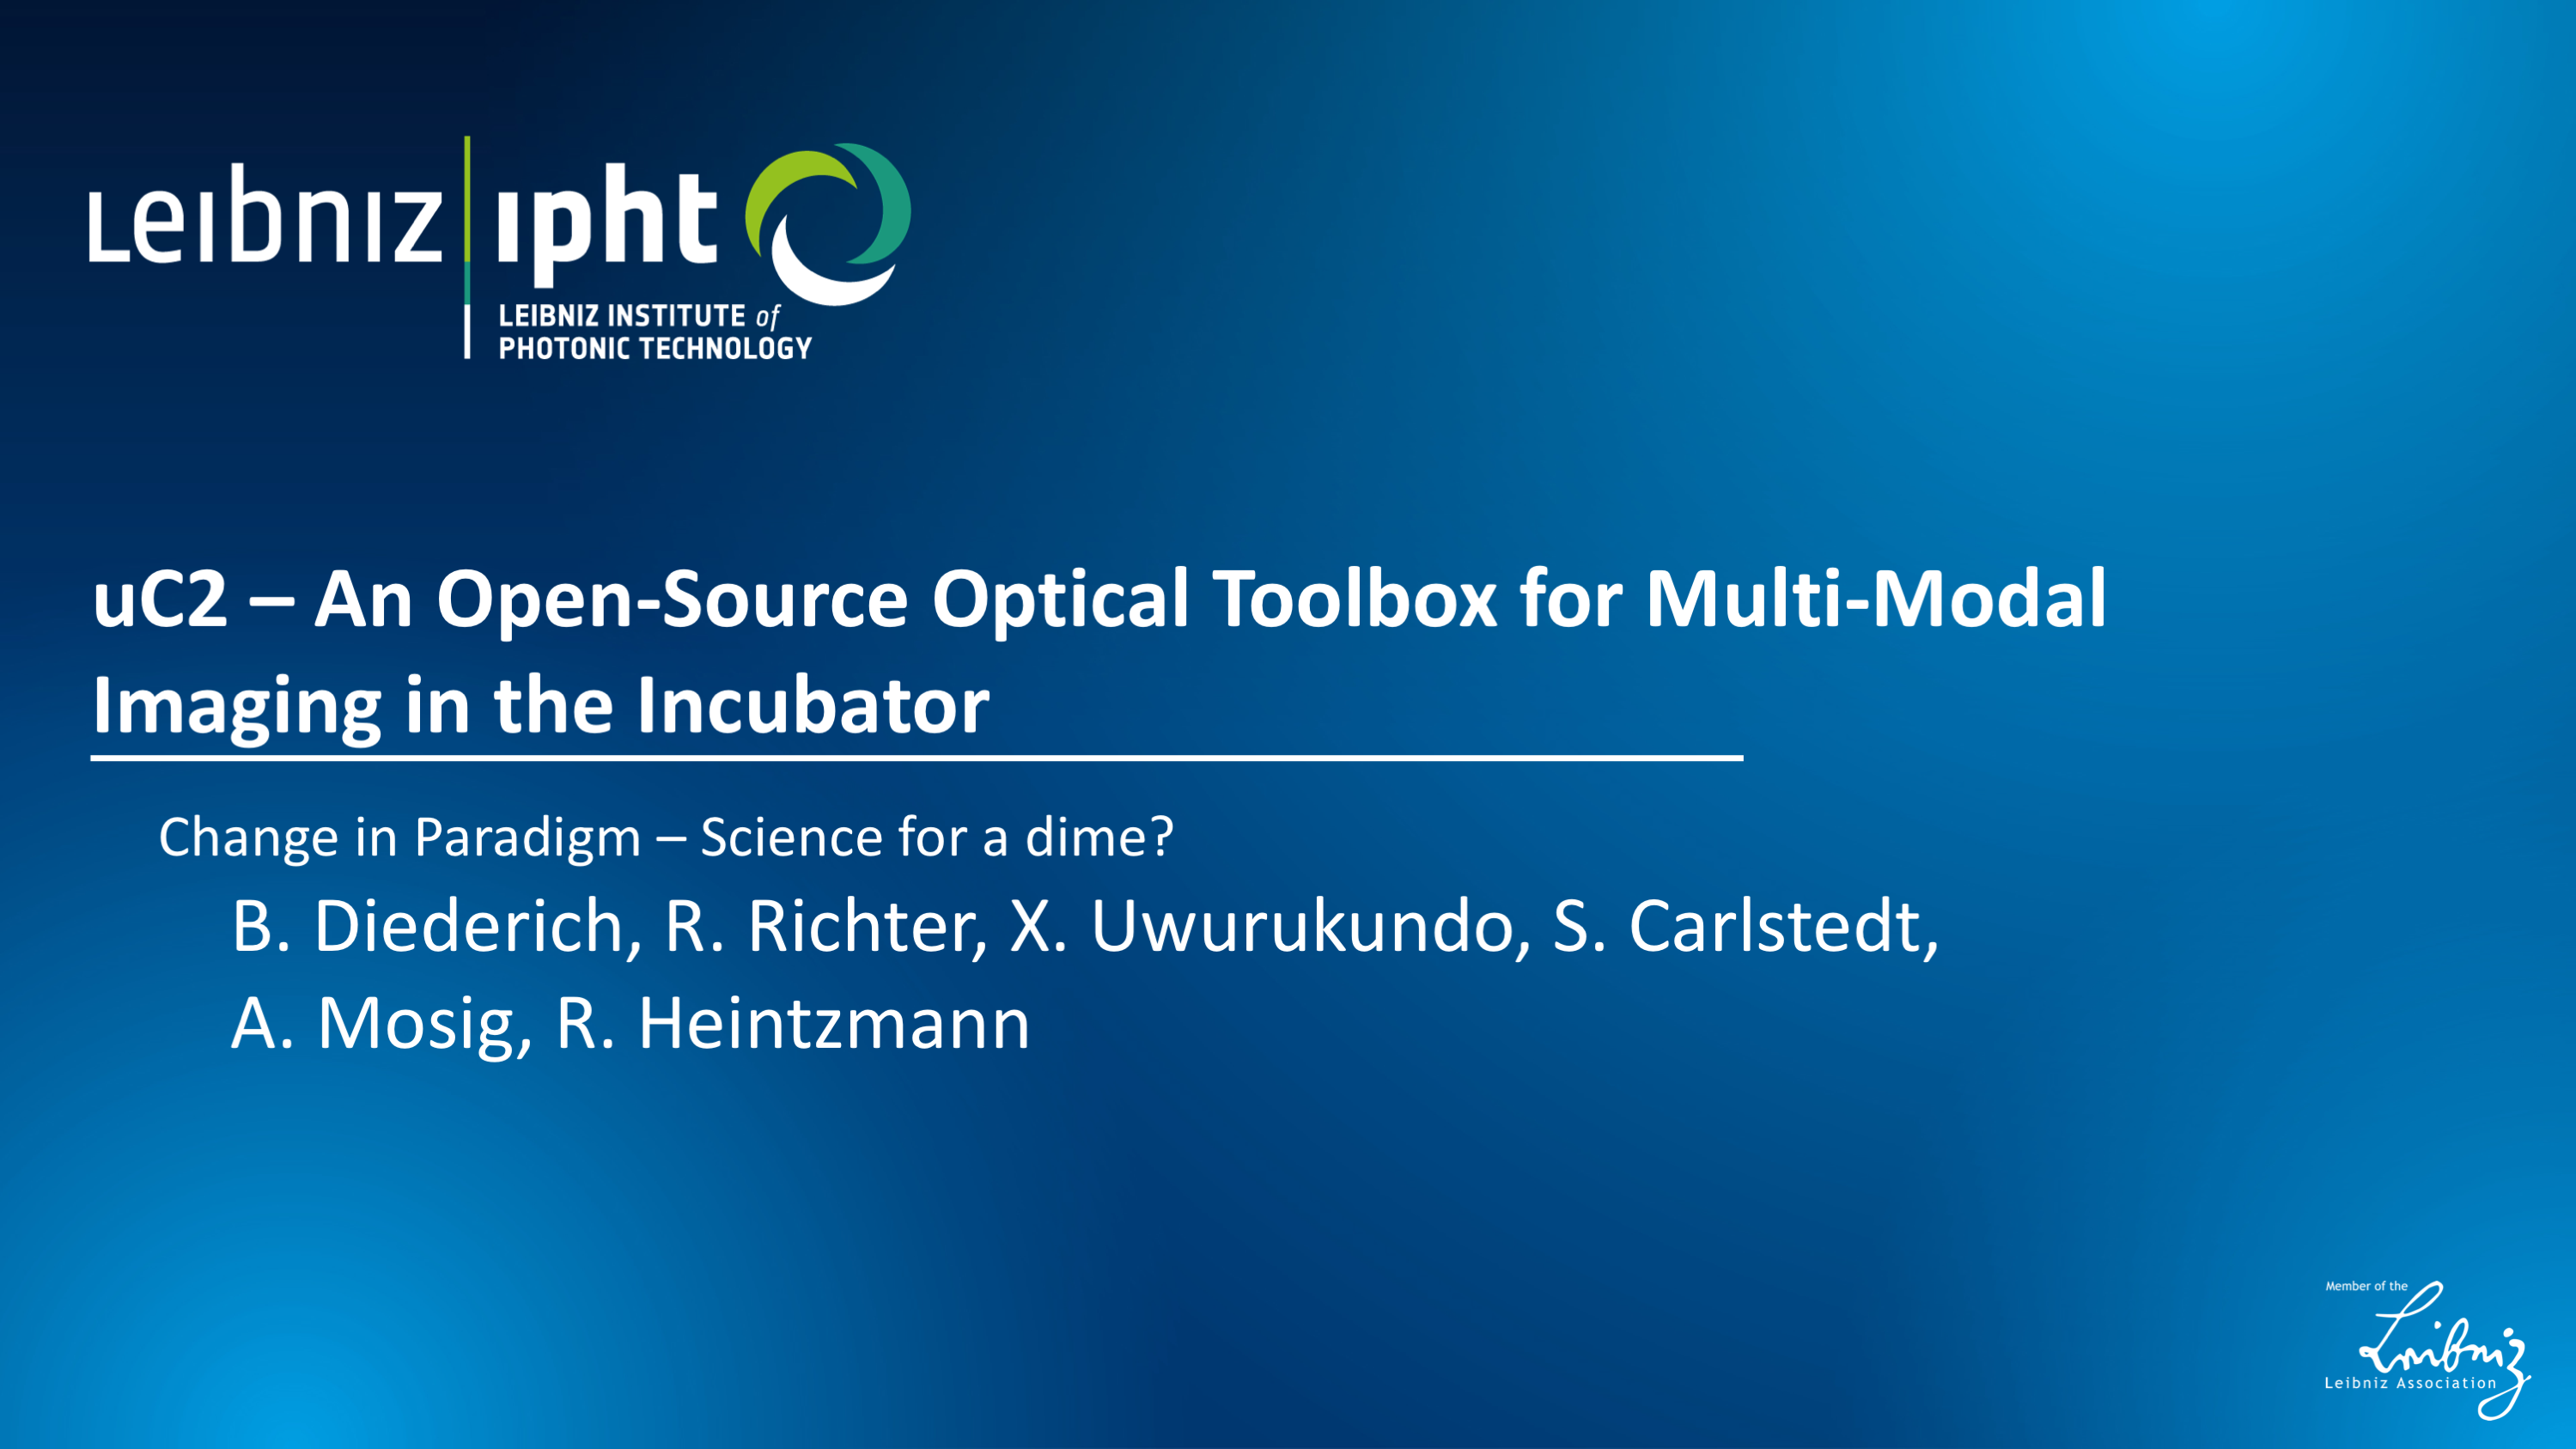 Leibniz ipht
LEIBNIZ INSTITUTE of
PHOTONIC TECHNOLOGY
uC2 – An Open-Source Optical Toolbox for Multi-Modal
Imaging in the Incubator
Change in Paradigm – Science for a dime?
B. Diederich, R. Richter, X. Uwurukundo, S. Carlstedt,
A. Mosig, R. Heintzmann
Member of the
Leibniz
Leibniz Association